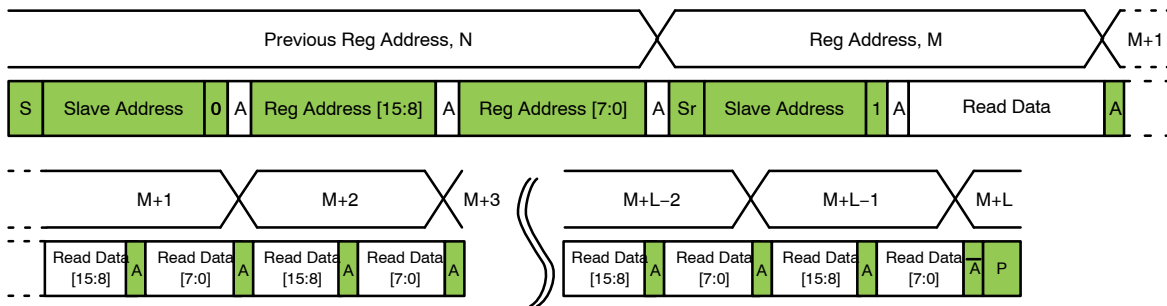 Previous Reg Address, N Reg Address, M M+1
S Slave Address 0 A Reg Address [15:8] A Reg Address [7:0] A Sr Slave Address 1 A Read Data A
M+1 M+2 M+3 M+L−2 M+L−1 M+L
Read Data A Read Data A Read Data A Read Data A Read Data A Read Data A Read Data A Read Data A̅ P
[15:8] [7:0] [15:8] [7:0] [15:8] [7:0] [15:8] [7:0]